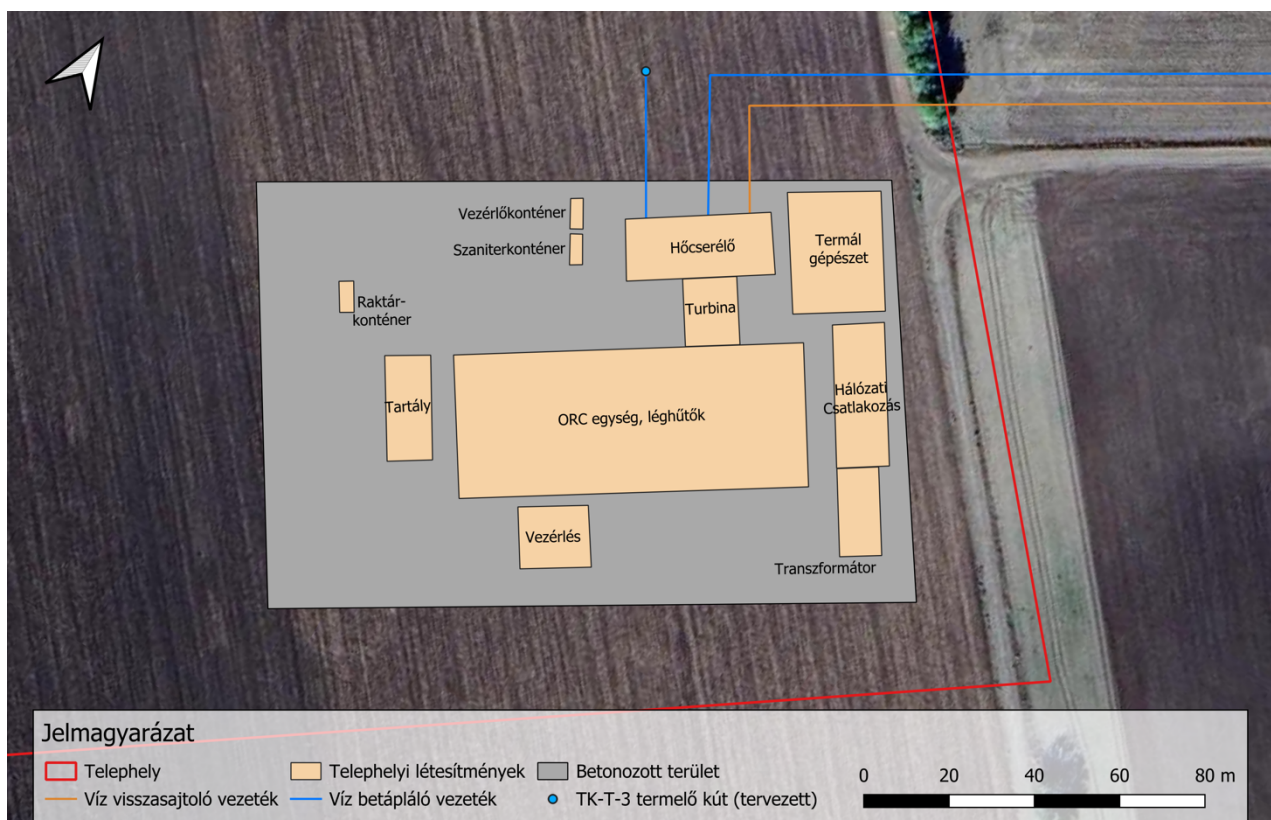 Vezérlőkonténer
Szaniterkonténer
Hőcserélő
Termál
gépészet
Raktár-
konténer
Turbina
Tartály
ORC egység, léghűtők
Hálózati
Csatlakozás
Vezérlés
Transzformátor
Jelmagyarázat
Telephely
Telephelyi létesítmények
Betonozott terület
Víz visszasajtoló vezeték
Víz betápláló vezeték
TK-T-3 termelő kút (tervezett)
0 20 40 60 80 m